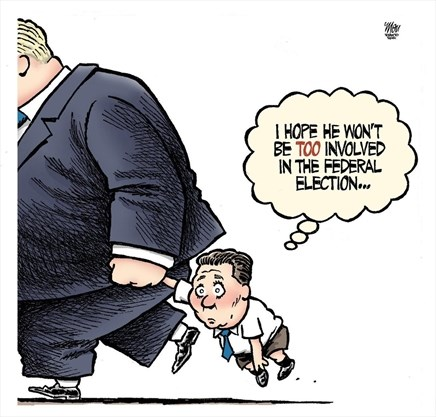 I HOPE HE WON'T
BE TOO INVOLVED
IN THE FEDERAL
ELECTION...